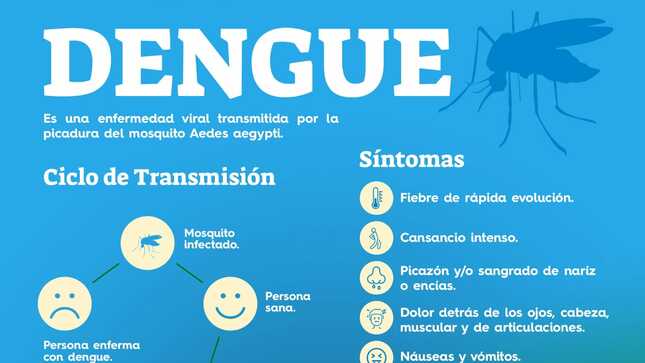 DENGUE
Es una enfermedad viral transmitida por la
picadura del mosquito Aedes aegypti.
Ciclo de Transmisión
Mosquito
infectado.
Persona
sana.
Persona enferma
con dengue.
Síntomas
Fiebre de rápida evolución.
Cansancio intenso.
Picazón y/o sangrado de nariz
o encias.
Dolor detrás de los ojos, cabeza,
muscular y de articulaciones.
Náuseas y vómitos.